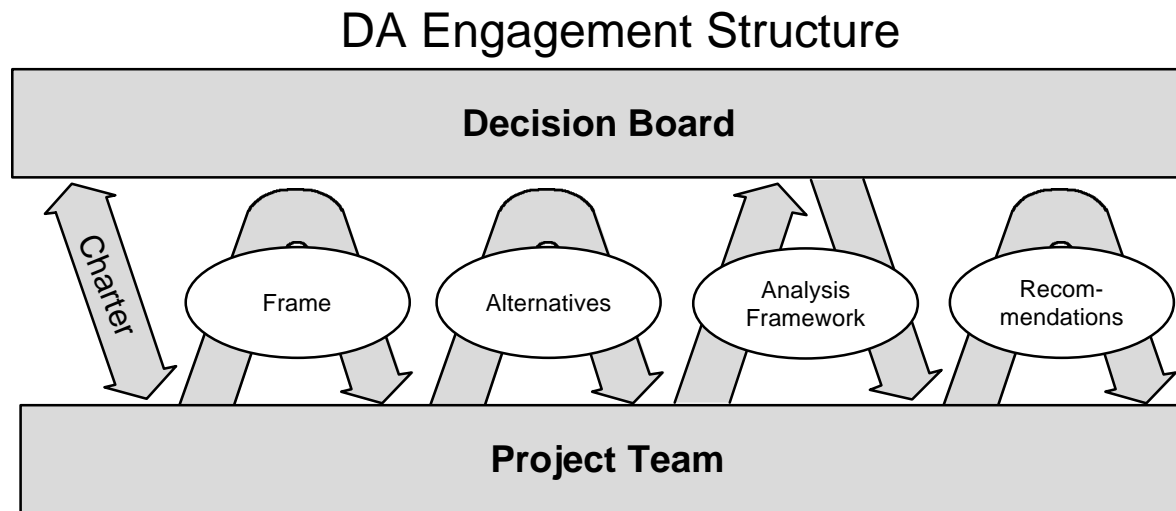 DA Engagement Structure
Decision Board
Charter
Frame
Alternatives
Analysis
Framework
Recom-
mendations
Project Team